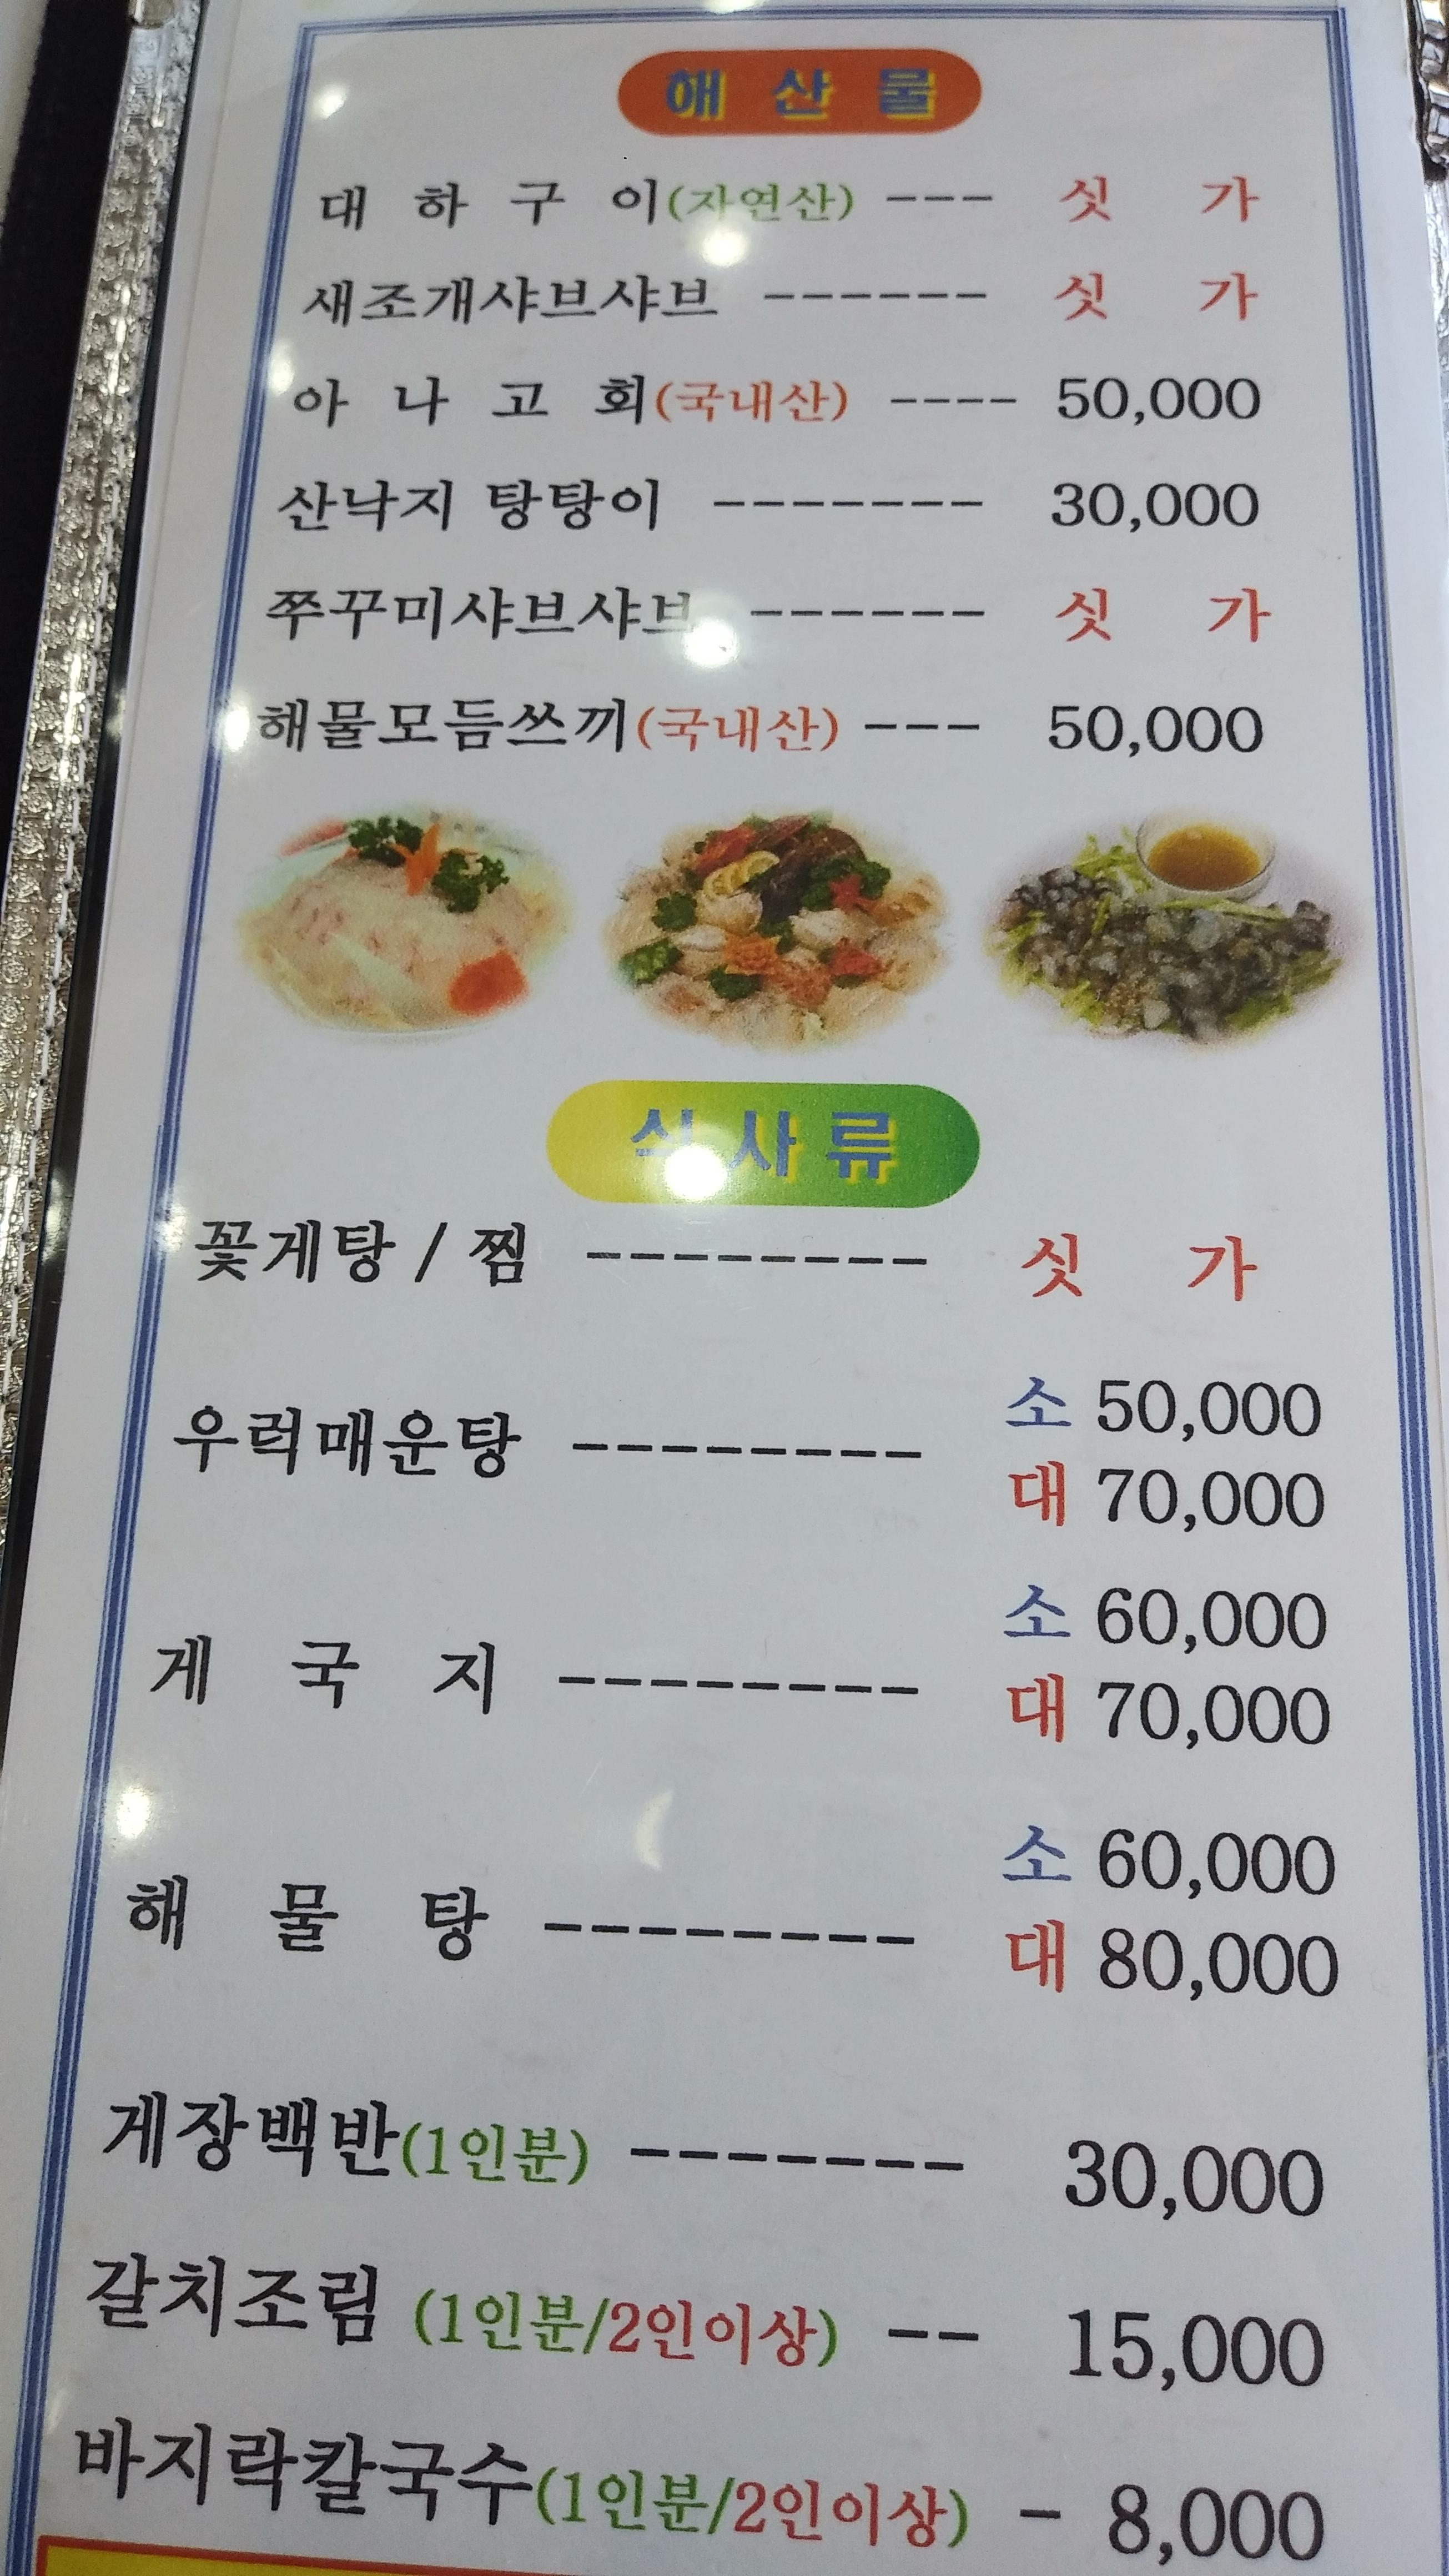 해 산 물
대 하 구 이(자연산) --- 싯 가
새조개샤브샤브 ------ 싯 가
아 나 고 회(국내산) ---- 50,000
산낙지 탕탕이 ------- 30,000
쭈꾸미샤브샤브 ------ 싯 가
해물모듬쓰끼(국내산) --- 50,000
식 사 류
꽃게탕 / 찜 -------- 싯 가
우럭매운탕 -------- 소 50,000
대 70,000
게 국 지 -------- 소 60,000
대 70,000
해 물 탕 -------- 소 60,000
대 80,000
게장백반(1인분) ------- 30,000
갈치조림 (1인분/2인이상) -- 15,000
바지락칼국수(1인분/2인이상) - 8,000